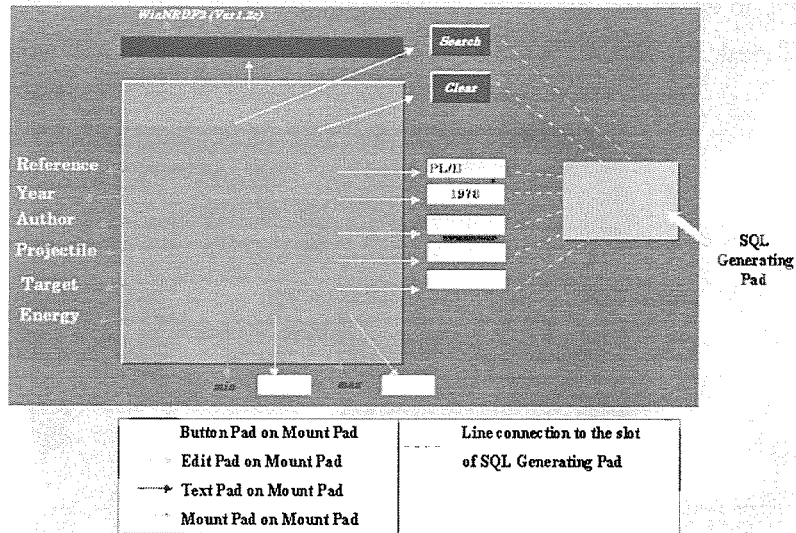 WinNRDF2 (Ver1.2c)
Search
Clear
Reference
PL/B
Year
1978
Author
Projectile
Target
Energy
min
max
SQL
Generating
Pad
Button Pad on Mount Pad
Edit Pad on Mount Pad
Text Pad on Mount Pad
Mount Pad on Mount Pad
Line connection to the slot
of SQL Generating Pad